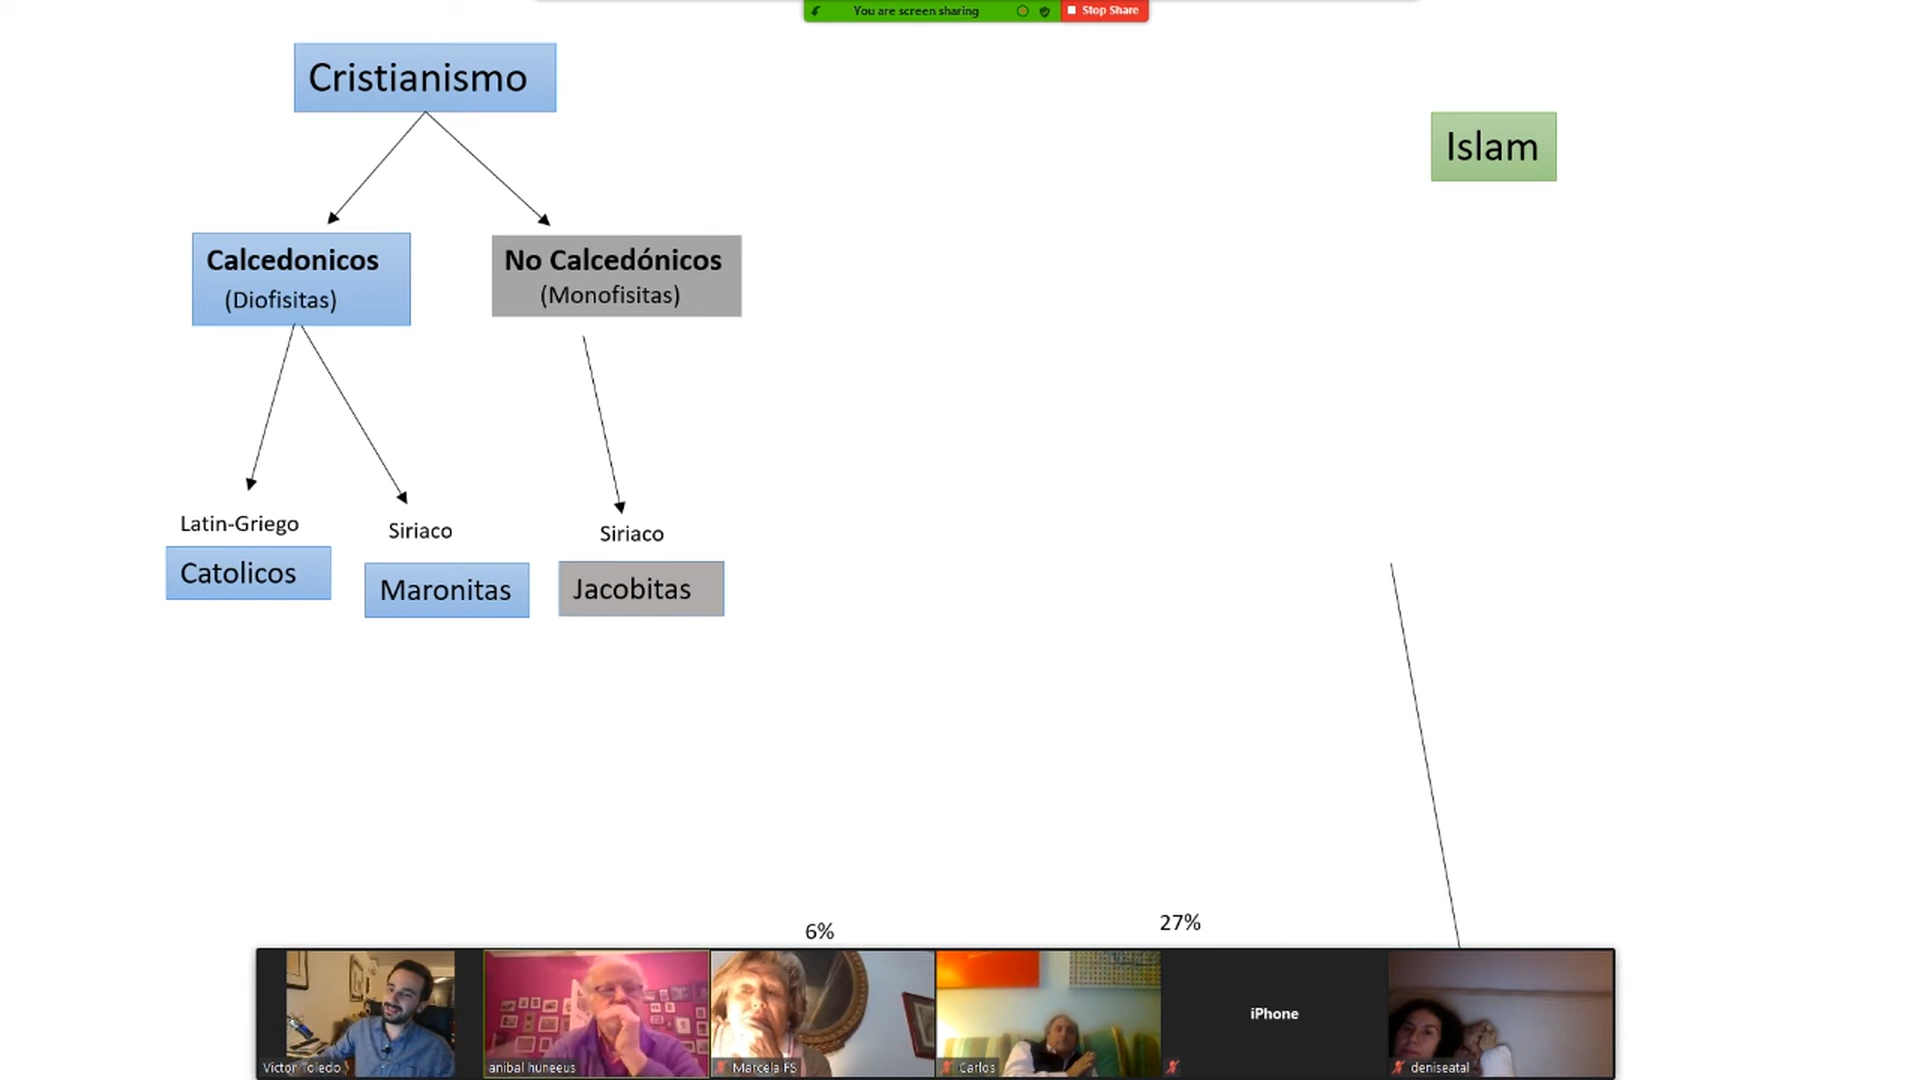 You are screen sharing
Stop Share
Cristianismo
Islam
Calcedonicos
(Diofisitas)
No Calcedónicos
(Monofisitas)
Latin-Griego
Siriaco
Siriaco
Catolicos
Maronitas
Jacobitas
6%
27%
iPhone
Victor Toledo
anibal huneeus
Marcela FS
Carlos
deniseatal